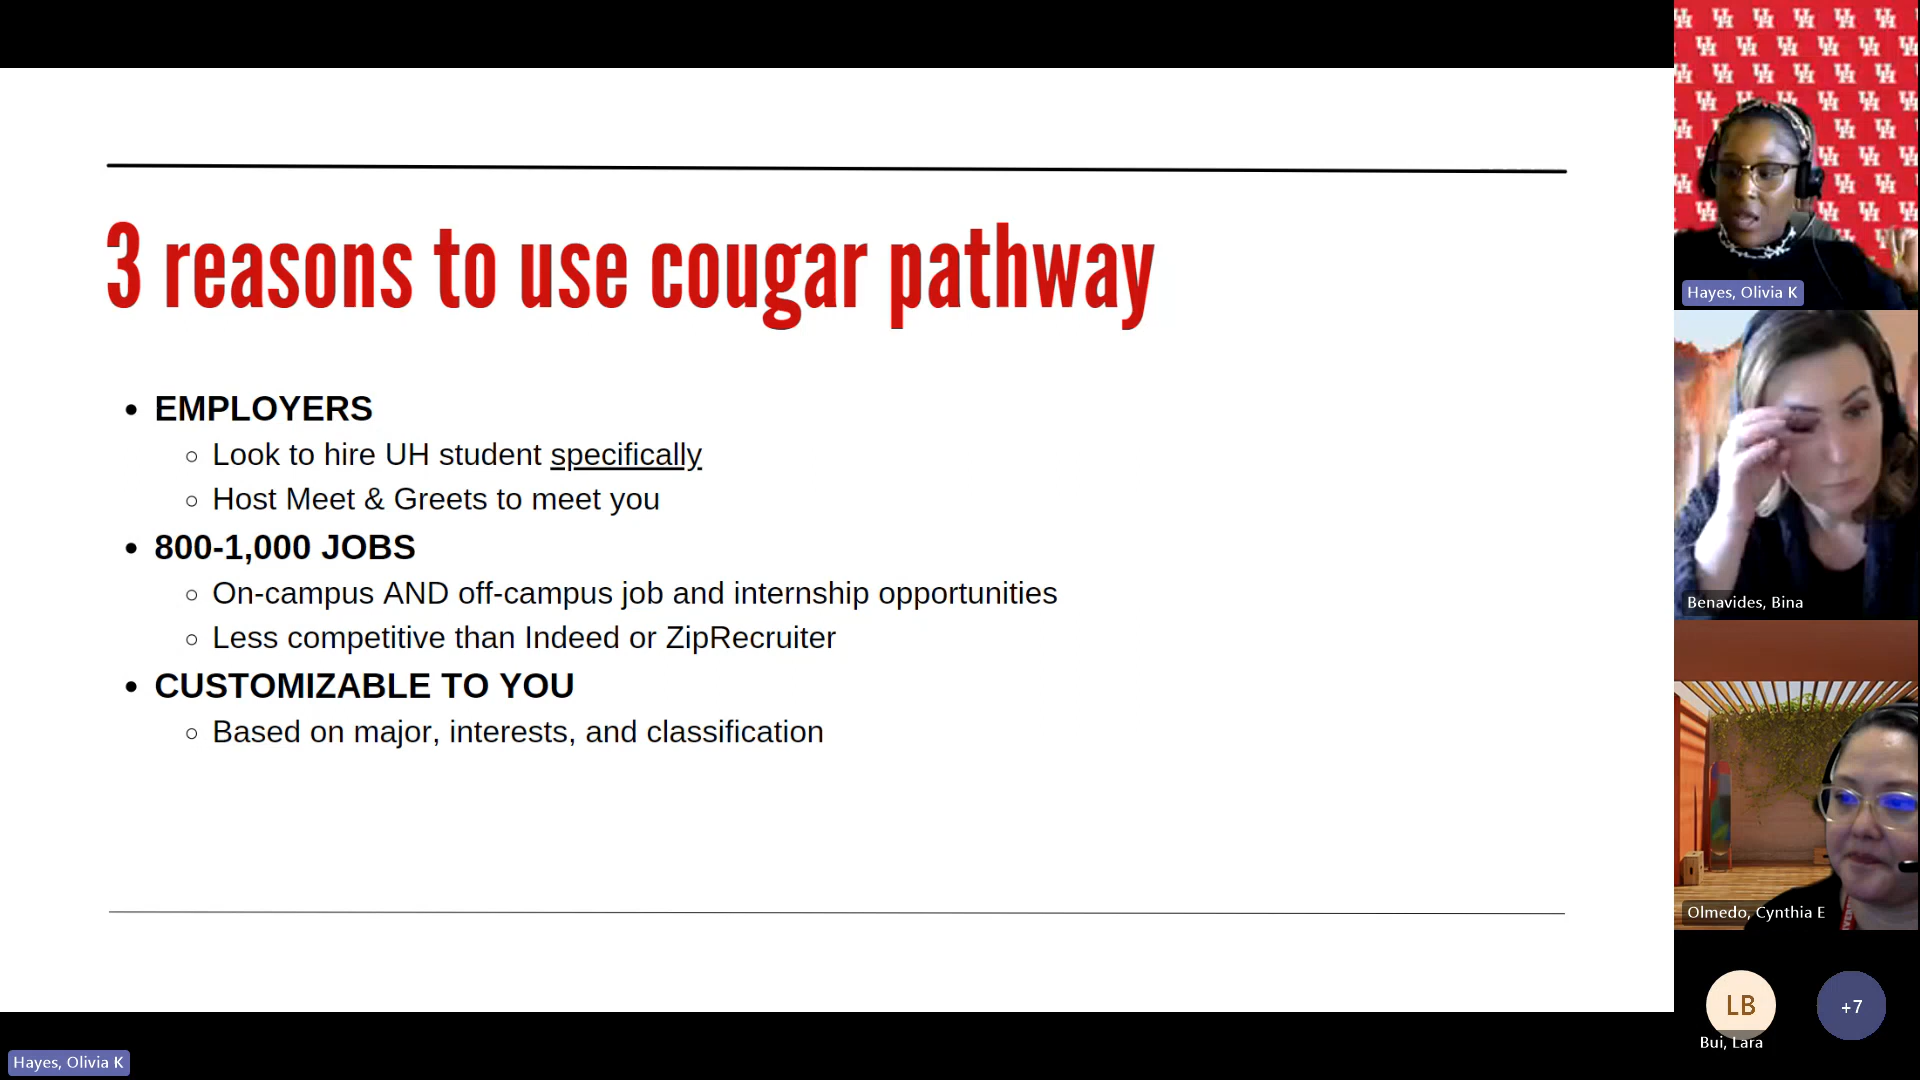 3 reasons to use cougar pathway
EMPLOYERS
Look to hire UH student specifically
Host Meet & Greets to meet you
800-1,000 JOBS
On-campus AND off-campus job and internship opportunities
Less competitive than Indeed or ZipRecruiter
CUSTOMIZABLE TO YOU
Based on major, interests, and classification
Hayes, Olivia K
Benavides, Bina
Olmedo, Cynthia E
LB
+7
Bui, Lara
Hayes, Olivia K